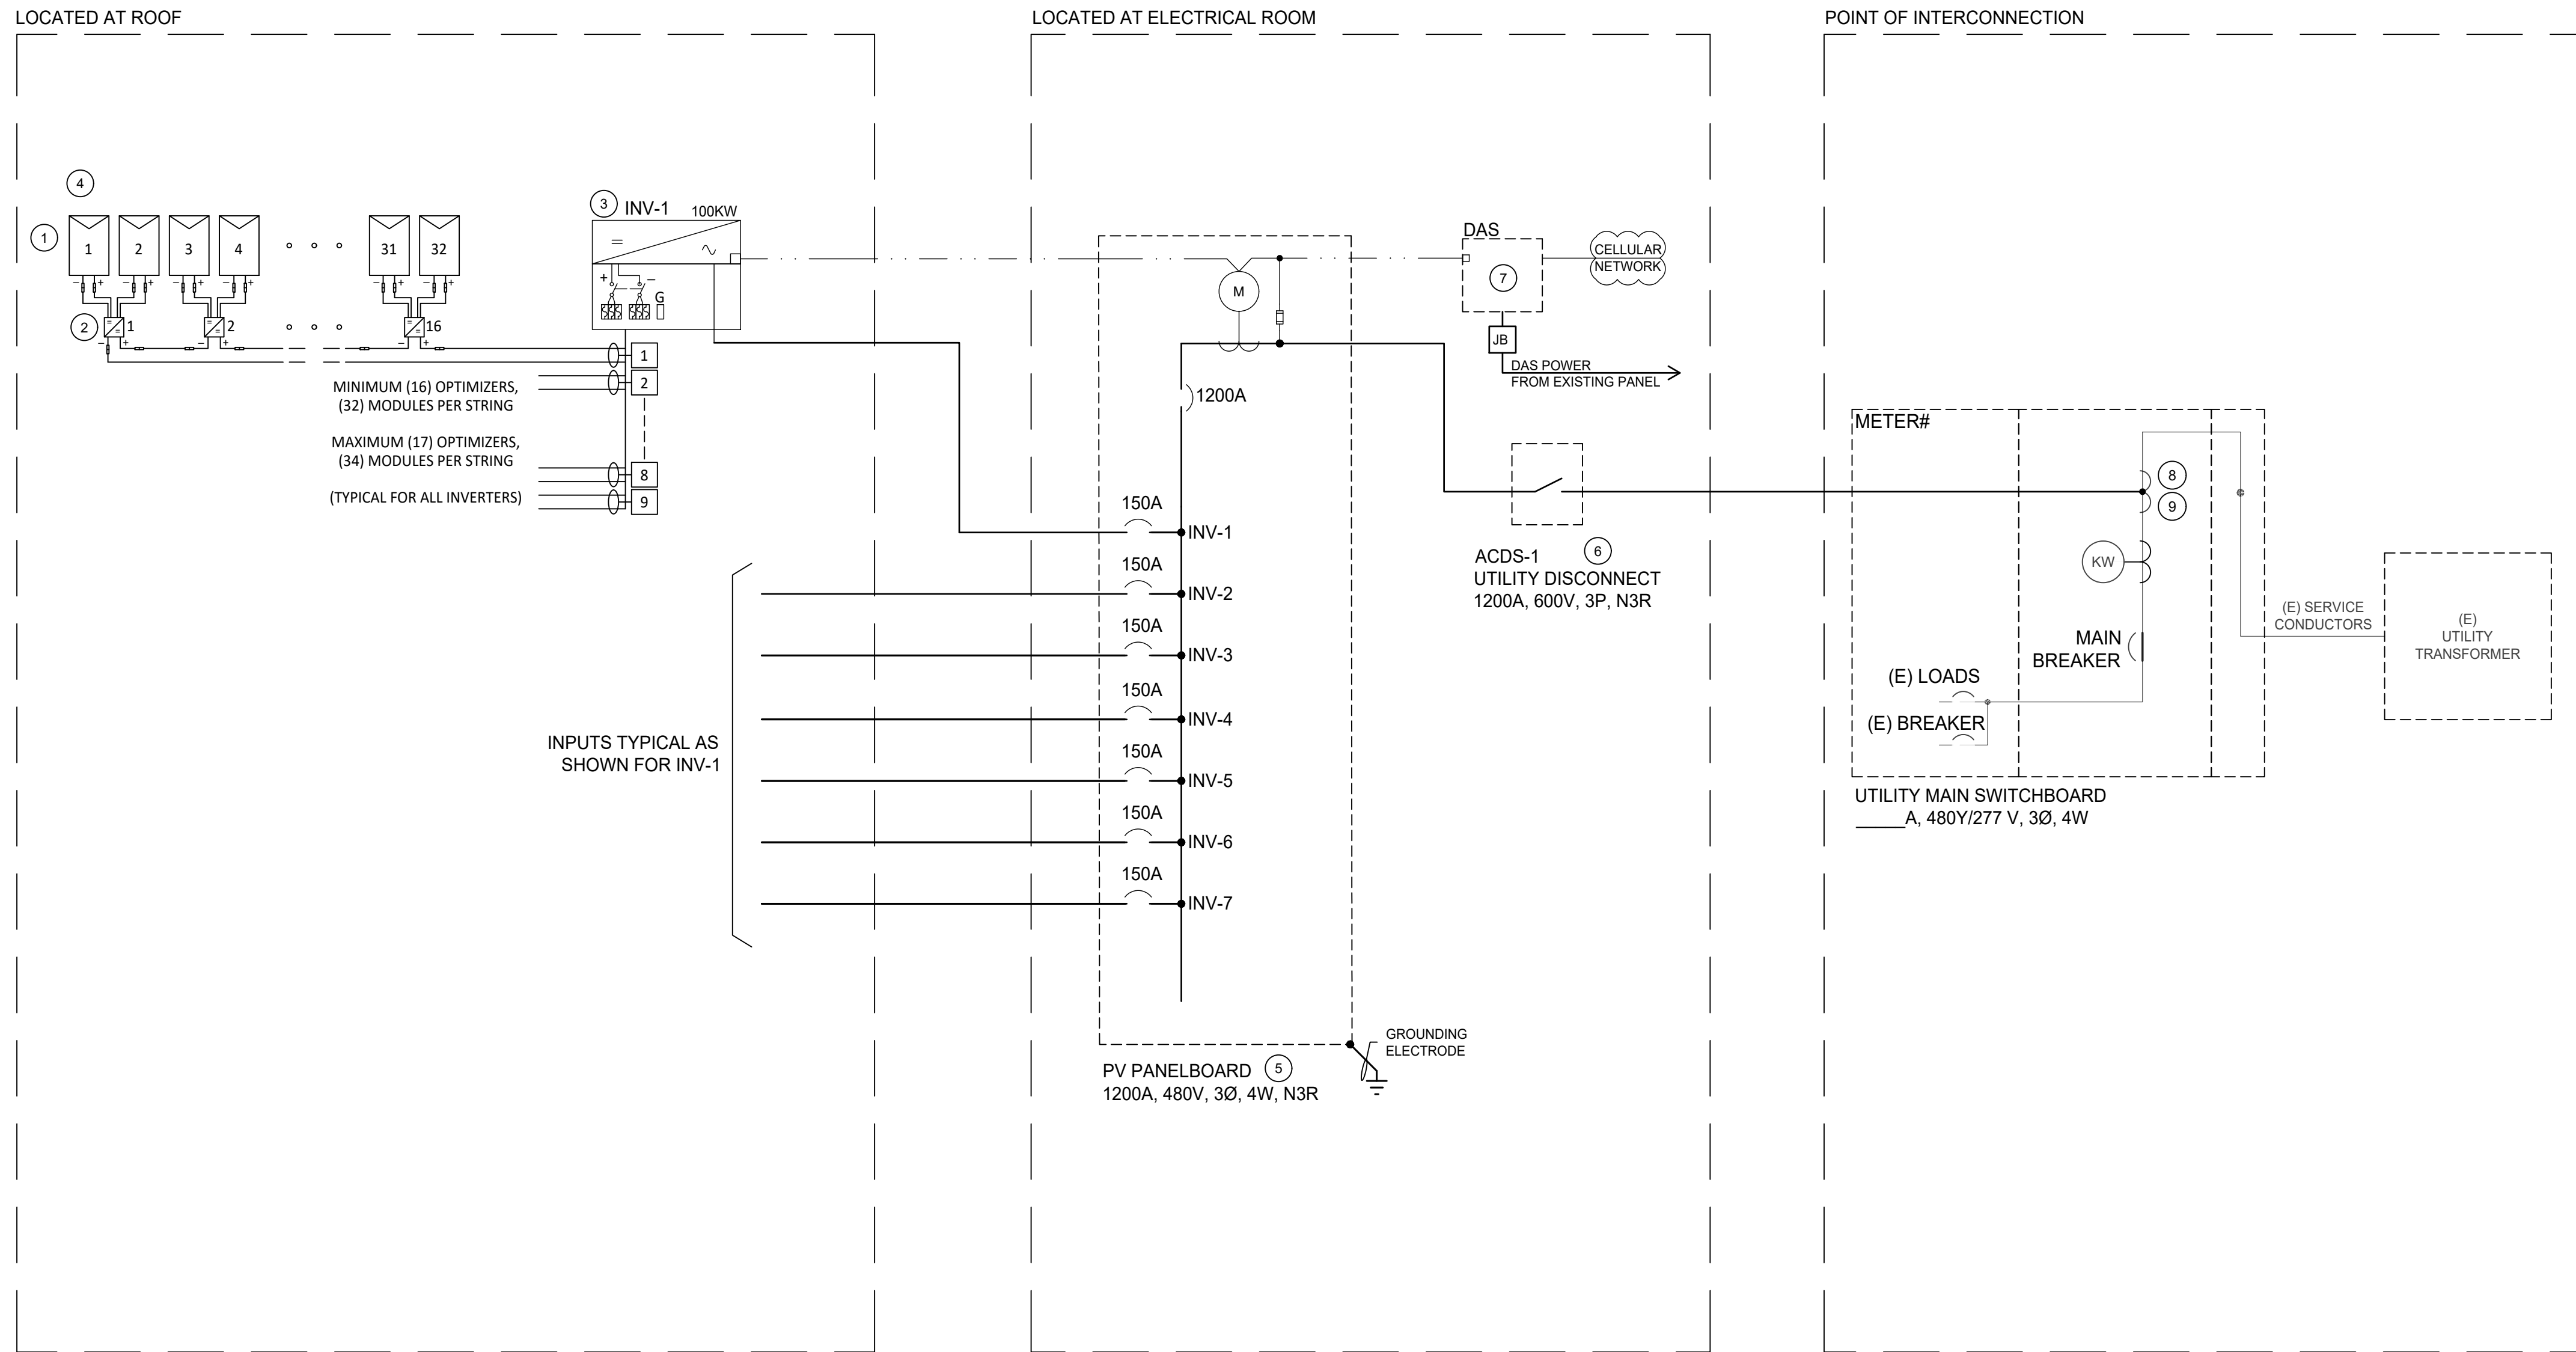 LOCATED AT ROOF
LOCATED AT ELECTRICAL ROOM
POINT OF INTERCONNECTION
4
1
1
2
3
4
31
32
− +
− +
− +
− +
− +
− +
2
1
2
16
− +
− +
− +
3 INV-1 100KW
+ −
G
1
2
8
9
MINIMUM (16) OPTIMIZERS,
(32) MODULES PER STRING
MAXIMUM (17) OPTIMIZERS,
(34) MODULES PER STRING
(TYPICAL FOR ALL INVERTERS)
INPUTS TYPICAL AS
SHOWN FOR INV-1
M
1200A
150A
INV-1
150A
INV-2
150A
INV-3
150A
INV-4
150A
INV-5
150A
INV-6
150A
INV-7
PV PANELBOARD 5
1200A, 480V, 3Ø, 4W, N3R
GROUNDING
ELECTRODE
DAS
7
CELLULAR
NETWORK
JB
DAS POWER
FROM EXISTING PANEL
ACDS-1 6
UTILITY DISCONNECT
1200A, 600V, 3P, N3R
METER#
8
9
KW
MAIN
BREAKER
(E) LOADS
(E) BREAKER
UTILITY MAIN SWITCHBOARD
_____A, 480Y/277 V, 3Ø, 4W
(E) SERVICE
CONDUCTORS
(E)
UTILITY
TRANSFORMER